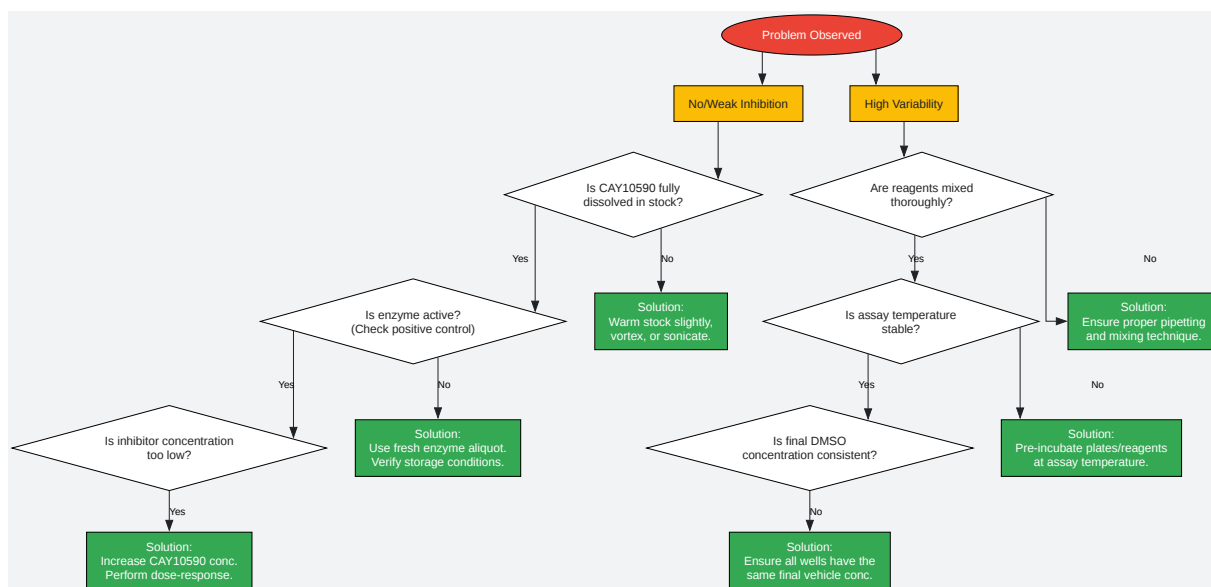 Problem Observed
No/Weak Inhibition
High Variability
Is CAY10590 fully
dissolved in stock?
Are reagents mixed
thoroughly?
Yes
No
Yes
No
Is enzyme active?
(Check positive control)
Solution:
Warm stock slightly,
vortex, or sonicate.
Is assay temperature
stable?
Solution:
Ensure proper pipetting
and mixing technique.
Yes
No
Yes
No
Is inhibitor concentration
too low?
Solution:
Use fresh enzyme aliquot.
Verify storage conditions.
Is final DMSO
concentration consistent?
Solution:
Pre-incubate plates/reagents
at assay temperature.
Yes
No
Solution:
Increase CAY10590 conc.
Perform dose-response.
Solution:
Ensure all wells have the
same final vehicle conc.